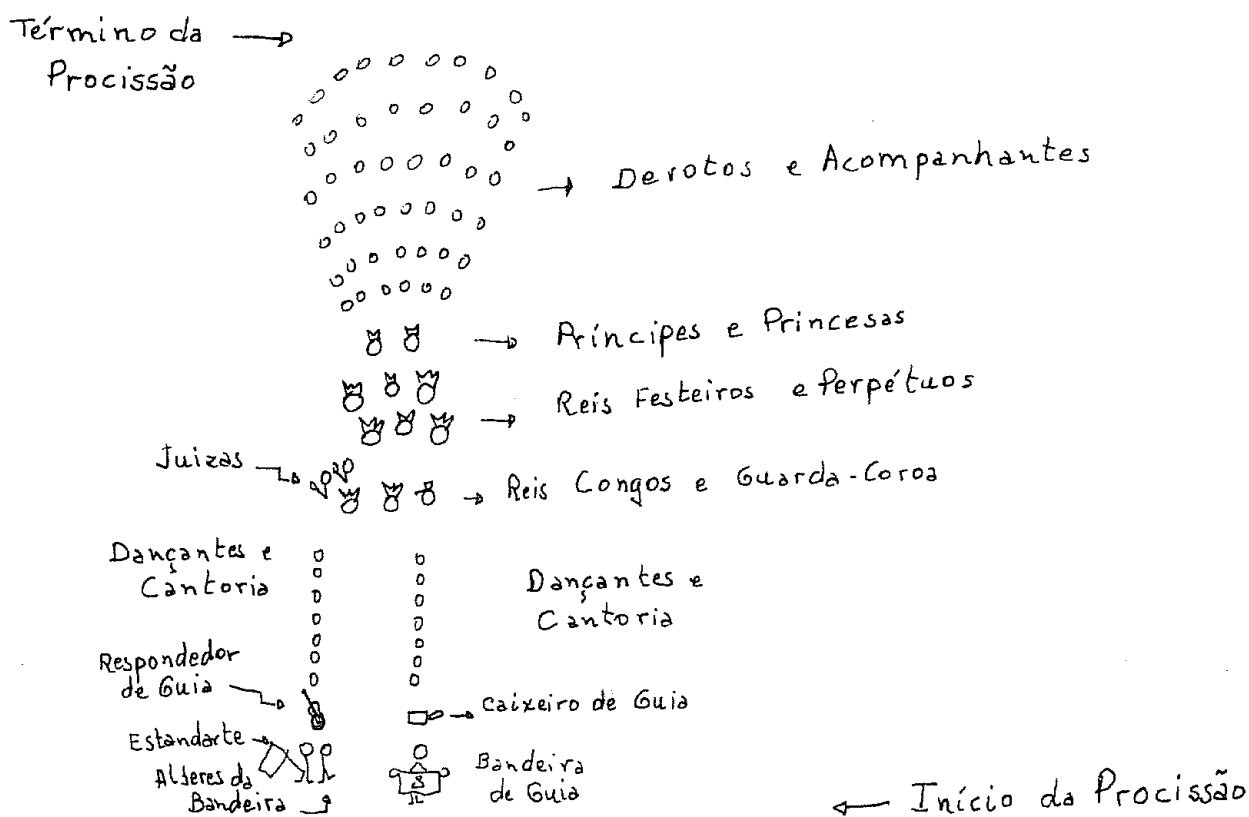 Término da
Procissão
Devotos e Acompanhantes
Príncipes e Princesas
Reis Festeiros e Perpétuos
Juizas
Reis Congos e Guarda-Coroa
Dançantes e
Cantoria
Dançantes e
Cantoria
Respondedor
de Guia
Caixeiro de Guia
Estandarte
Alferes da
Bandeira
Bandeira
de Guia
Início da Procissão